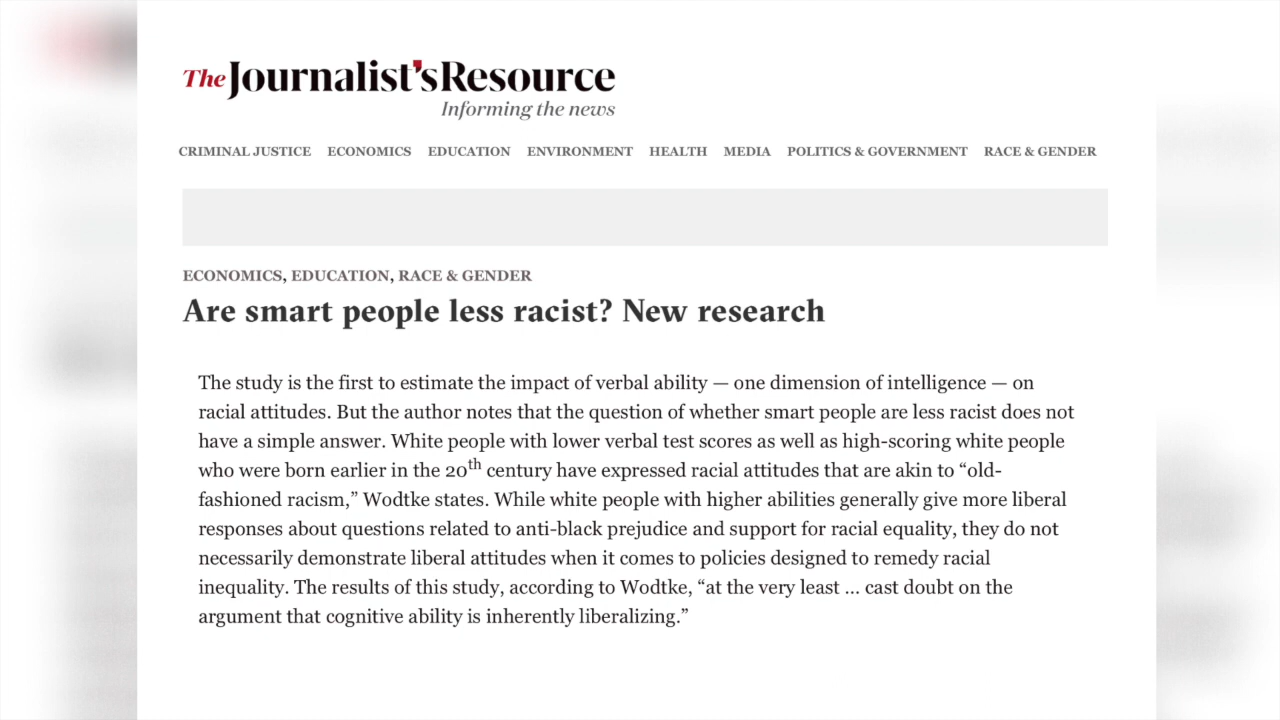 The Journalist's Resource
Informing the news
CRIMINAL JUSTICE ECONOMICS EDUCATION ENVIRONMENT HEALTH MEDIA POLITICS & GOVERNMENT RACE & GENDER
ECONOMICS, EDUCATION, RACE & GENDER
Are smart people less racist? New research
The study is the first to estimate the impact of verbal ability — one dimension of intelligence — on
racial attitudes. But the author notes that the question of whether smart people are less racist does not
have a simple answer. White people with lower verbal test scores as well as high-scoring white people
who were born earlier in the 20th century have expressed racial attitudes that are akin to “old-
fashioned racism,” Wodtke states. While white people with higher abilities generally give more liberal
responses about questions related to anti-black prejudice and support for racial equality, they do not
necessarily demonstrate liberal attitudes when it comes to policies designed to remedy racial
inequality. The results of this study, according to Wodtke, “at the very least ... cast doubt on the
argument that cognitive ability is inherently liberalizing.”